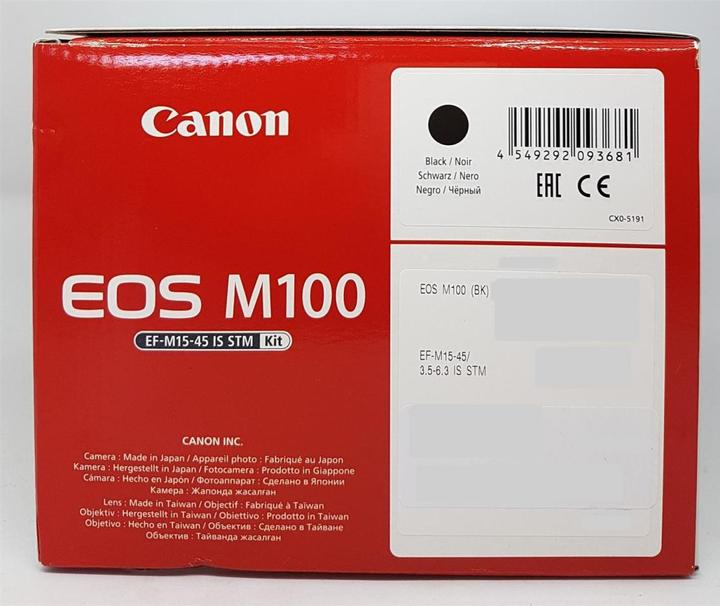 Canon
EOS M100
EF-M15-45 IS STM Kit
CANON INC.
Camera : Made in Japan / Appareil photo : Fabriqué au Japon
Kamera : Hergestellt in Japan / Fotocamera : Prodotto in Giappone
Cámara : Hecho en Japón / Фотоаппарат : Сделано в Японии
Камера : Жапонда жасалған
Lens : Made in Taiwan / Objectif : Fabriqué à Taïwan
Objektiv : Hergestellt in Taiwan / Obiettivo : Prodotto in Taiwan
Objetivo : Hecho en Taiwan / Объектив : Сделано в Тайване
Объектив : Тайванда жасалған
Black / Noir
Schwarz / Nero
Negro / Чёрный
4 549292 093681
EAC CE
CX0-5191
EOS M100 (BK)
EF-M15-45/
3.5-6.3 IS STM